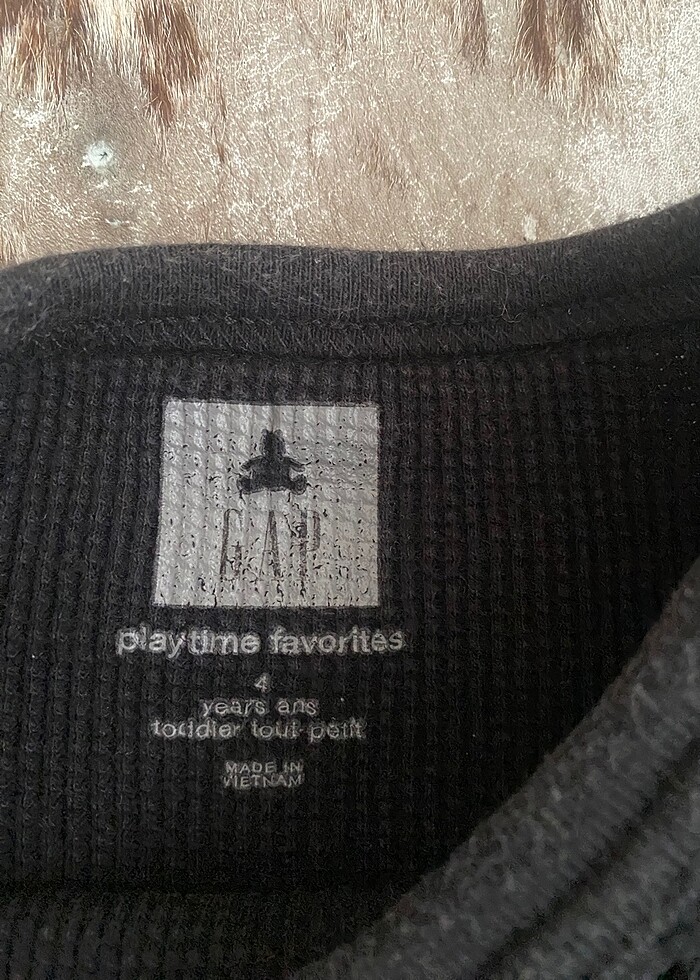 GAP
playtime favorites
4
years ans
toddler tout-petit
MADE IN
VIETNAM